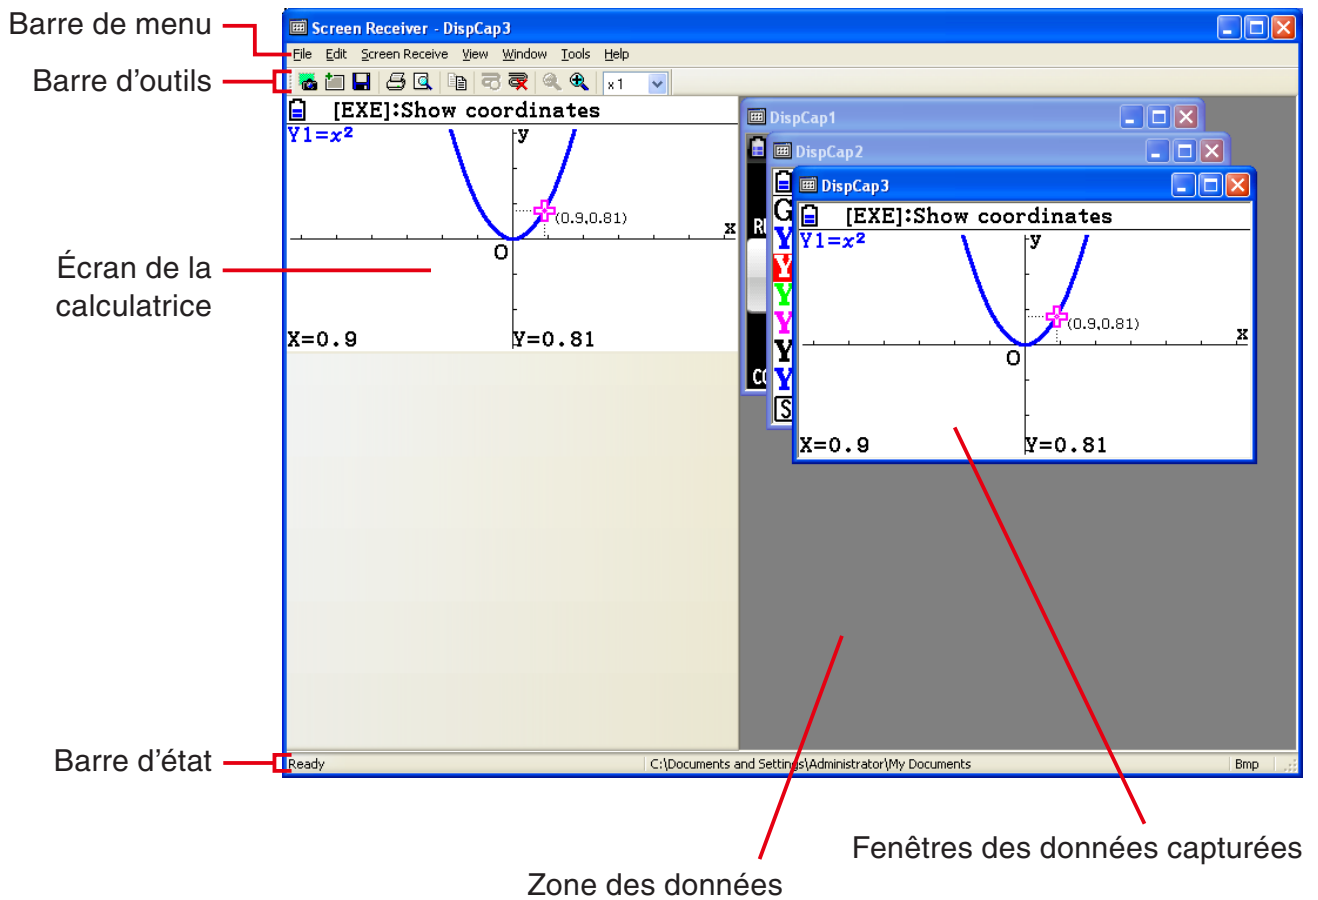 Barre de menu
Barre d'outils
Écran de la
calculatrice
Barre d'état
Screen Receiver - DispCap3
File Edit Screen Receive View Window Tools Help
×1
[EXE]:Show coordinates
Y1=x²
y
(0.9,0.81)
x
O
X=0.9
Y=0.81
DispCap1
DispCap2
G
Y
Y
Y
Y
Y
Y
S
DispCap3
[EXE]:Show coordinates
Y1=x²
y
(0.9,0.81)
x
O
X=0.9
Y=0.81
Ready
C:\Documents and Settings\Administrator\My Documents
Bmp
Fenêtres des données capturées
Zone des données